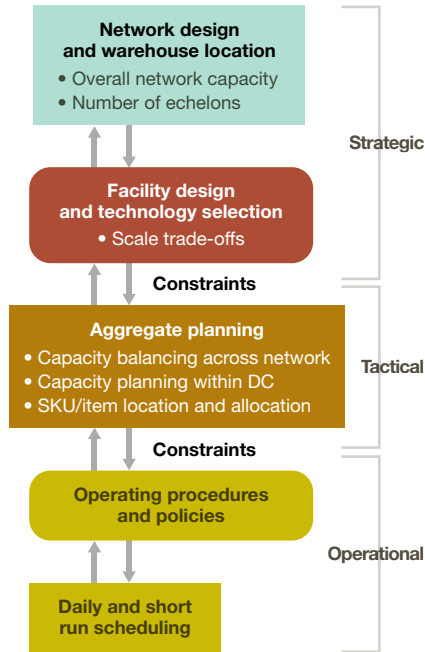 Network design
and warehouse location
• Overall network capacity
• Number of echelons
Strategic
Facility design
and technology selection
• Scale trade-offs
Constraints
Aggregate planning
• Capacity balancing across network
• Capacity planning within DC
• SKU/item location and allocation
Tactical
Constraints
Operating procedures
and policies
Operational
Daily and short
run scheduling